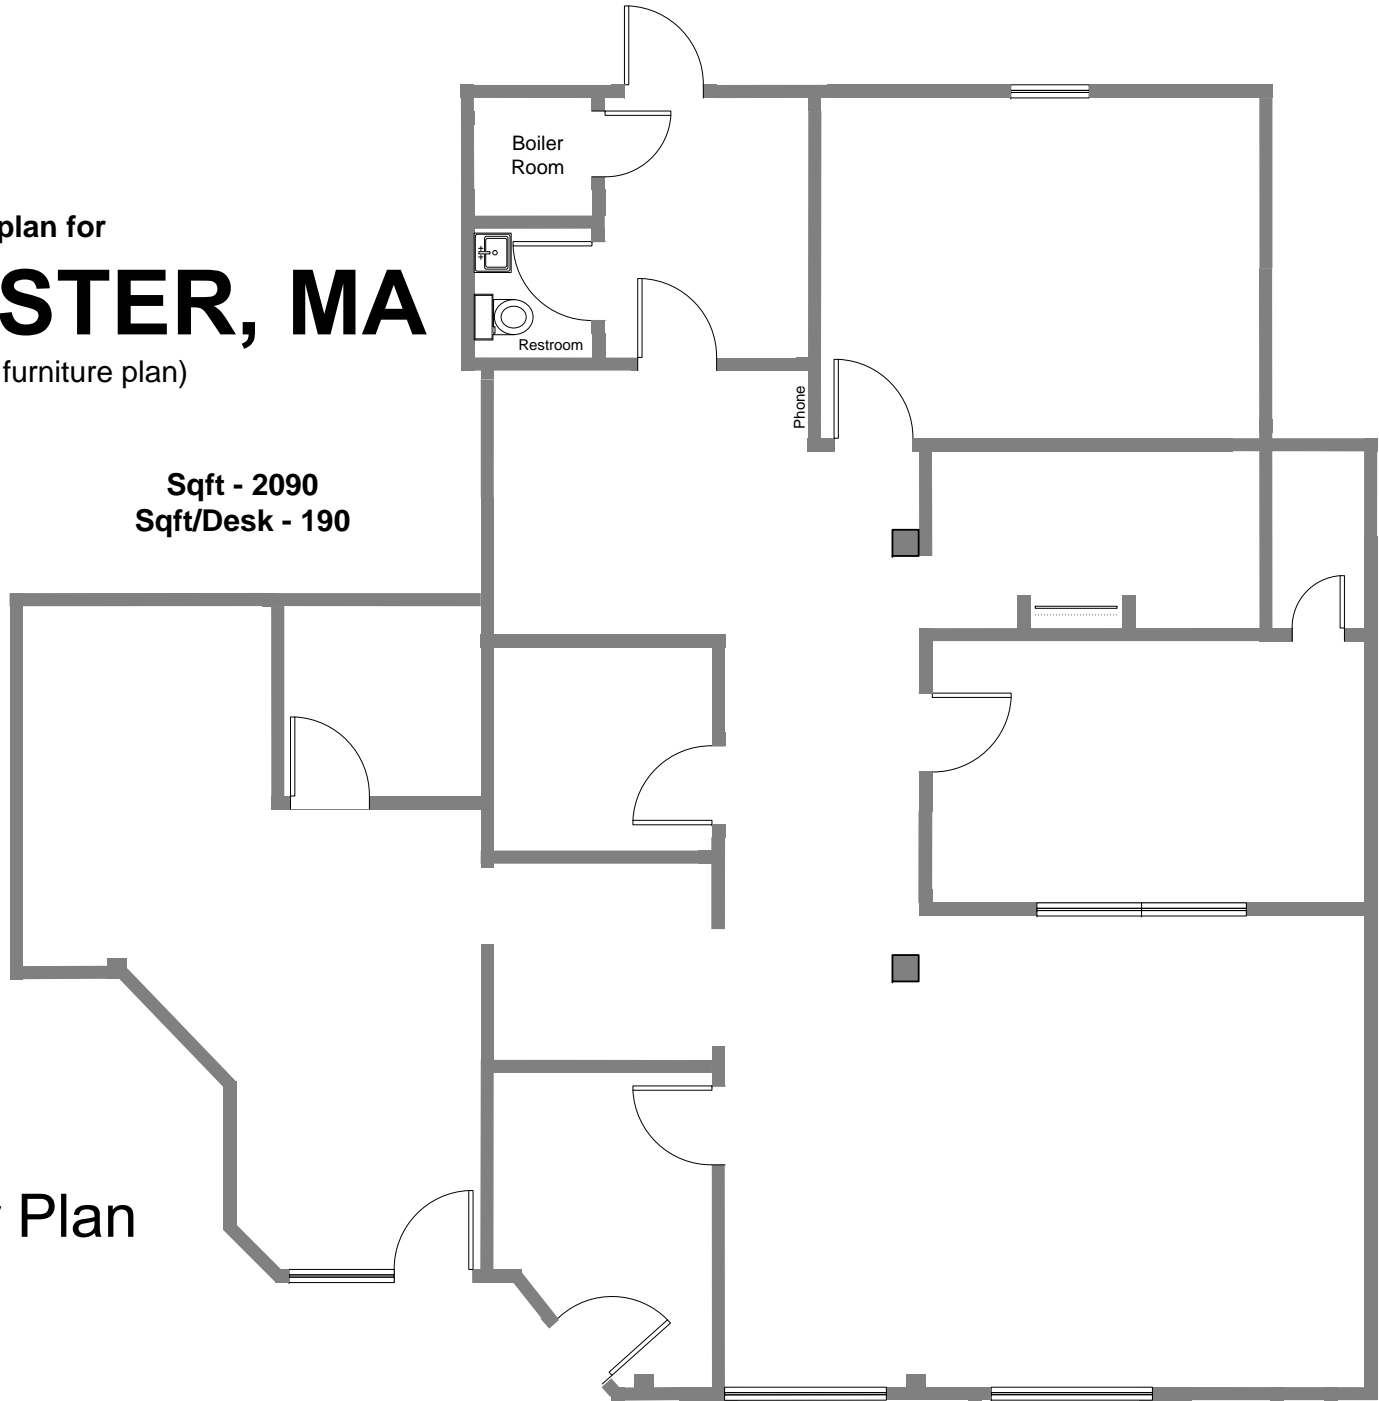 plan for
STER, MA
furniture plan)
Sqft - 2090
Sqft/Desk - 190
Boiler
Room
Restroom
Phone
Plan